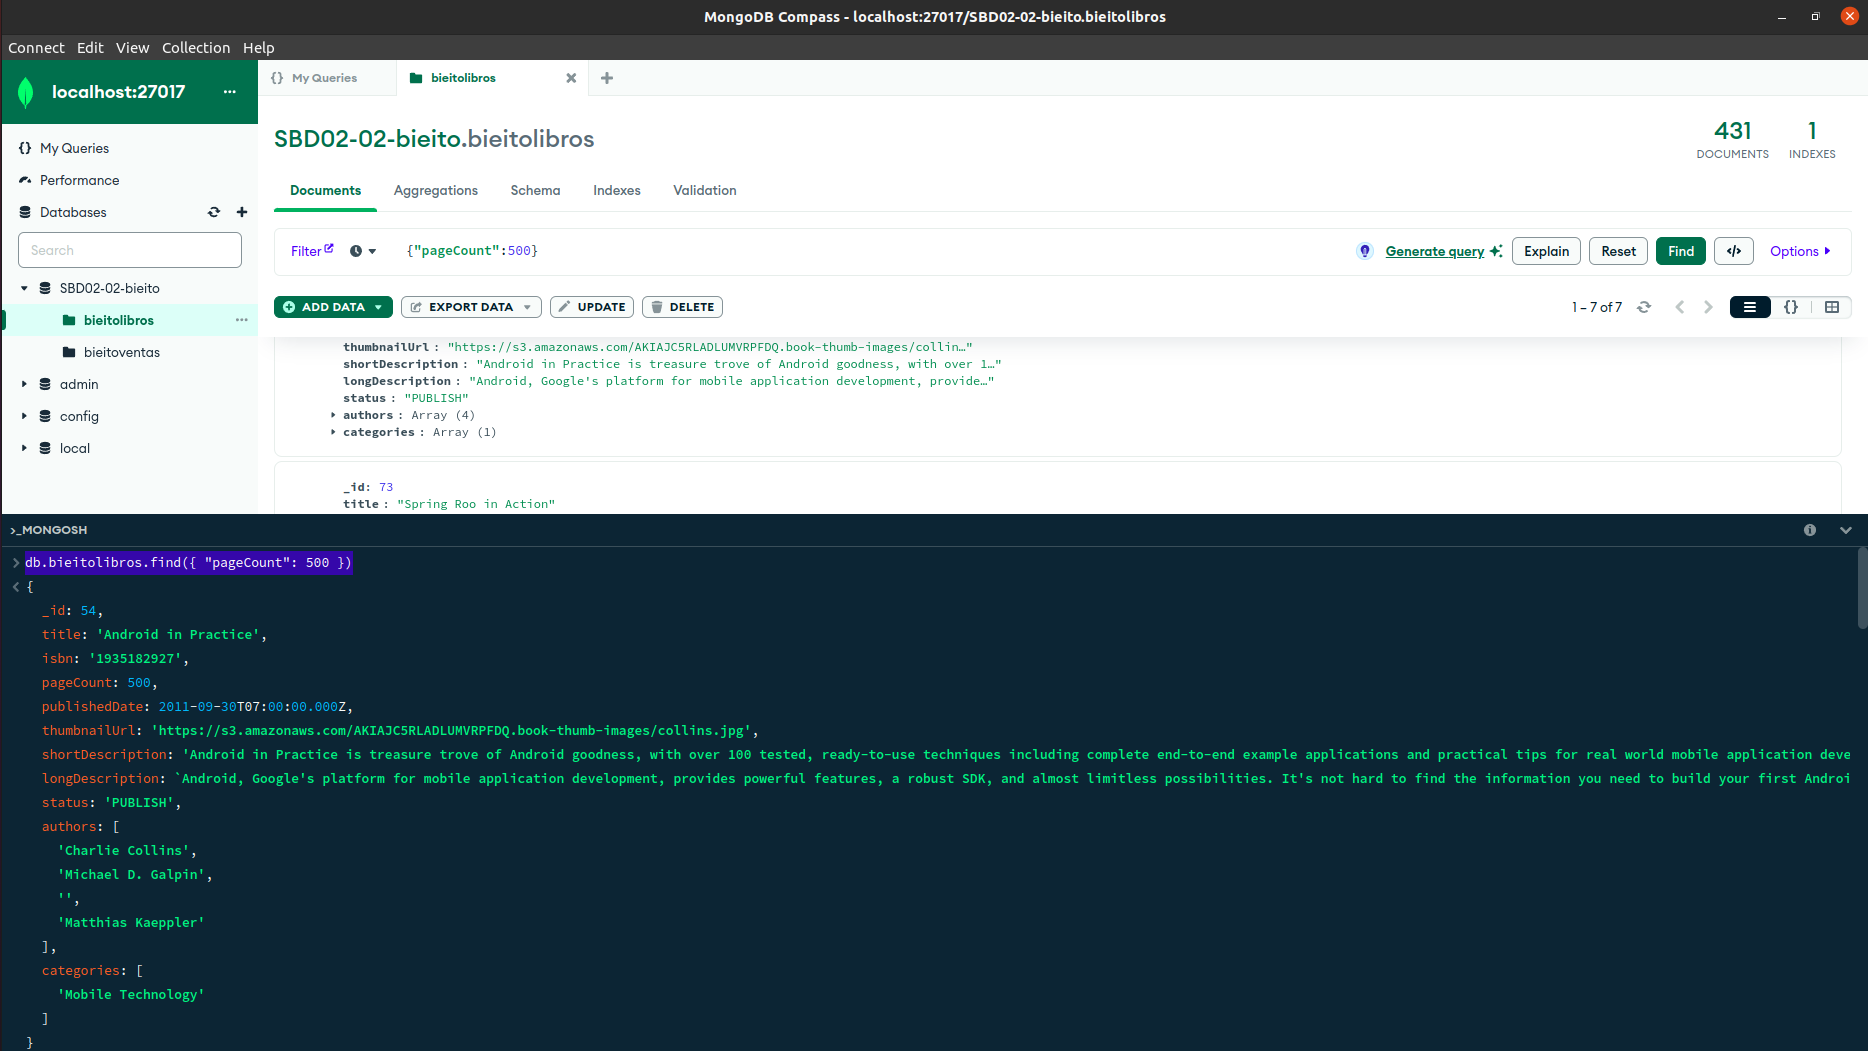 MongoDB Compass - localhost:27017/SBD02-02-bieito.bieitolibros
Connect Edit View Collection Help
localhost:27017 ...
{} My Queries
bieitolibros
My Queries
Performance
Databases
Search
SBD02-02-bieito
bieitolibros ...
bieitoventas
admin
config
local
SBD02-02-bieito.bieitolibros
431
DOCUMENTS
1
INDEXES
Documents Aggregations Schema Indexes Validation
Filter {"pageCount":500} Generate query Explain Reset Find </> Options
ADD DATA EXPORT DATA UPDATE DELETE 1 – 7 of 7 {}
thumbnailUrl : "https://s3.amazonaws.com/AKIAJC5RLADLUMVRPFDQ.book-thumb-images/collin…"
shortDescription : "Android in Practice is treasure trove of Android goodness, with over 1…"
longDescription : "Android, Google's platform for mobile application development, provide…"
status : "PUBLISH"
authors : Array (4)
categories : Array (1)
_id: 73
title : "Spring Roo in Action"
>_MONGOSH
> db.bieitolibros.find({ "pageCount": 500 })
< {
_id: 54,
title: 'Android in Practice',
isbn: '1935182927',
pageCount: 500,
publishedDate: 2011-09-30T07:00:00.000Z,
thumbnailUrl: 'https://s3.amazonaws.com/AKIAJC5RLADLUMVRPFDQ.book-thumb-images/collins.jpg',
shortDescription: 'Android in Practice is treasure trove of Android goodness, with over 100 tested, ready-to-use techniques including complete end-to-end example applications and practical tips for real world mobile application deve
longDescription: `Android, Google's platform for mobile application development, provides powerful features, a robust SDK, and almost limitless possibilities. It's not hard to find the information you need to build your first Androi
status: 'PUBLISH',
authors: [
'Charlie Collins',
'Michael D. Galpin',
'',
'Matthias Kaeppler'
],
categories: [
'Mobile Technology'
]
}